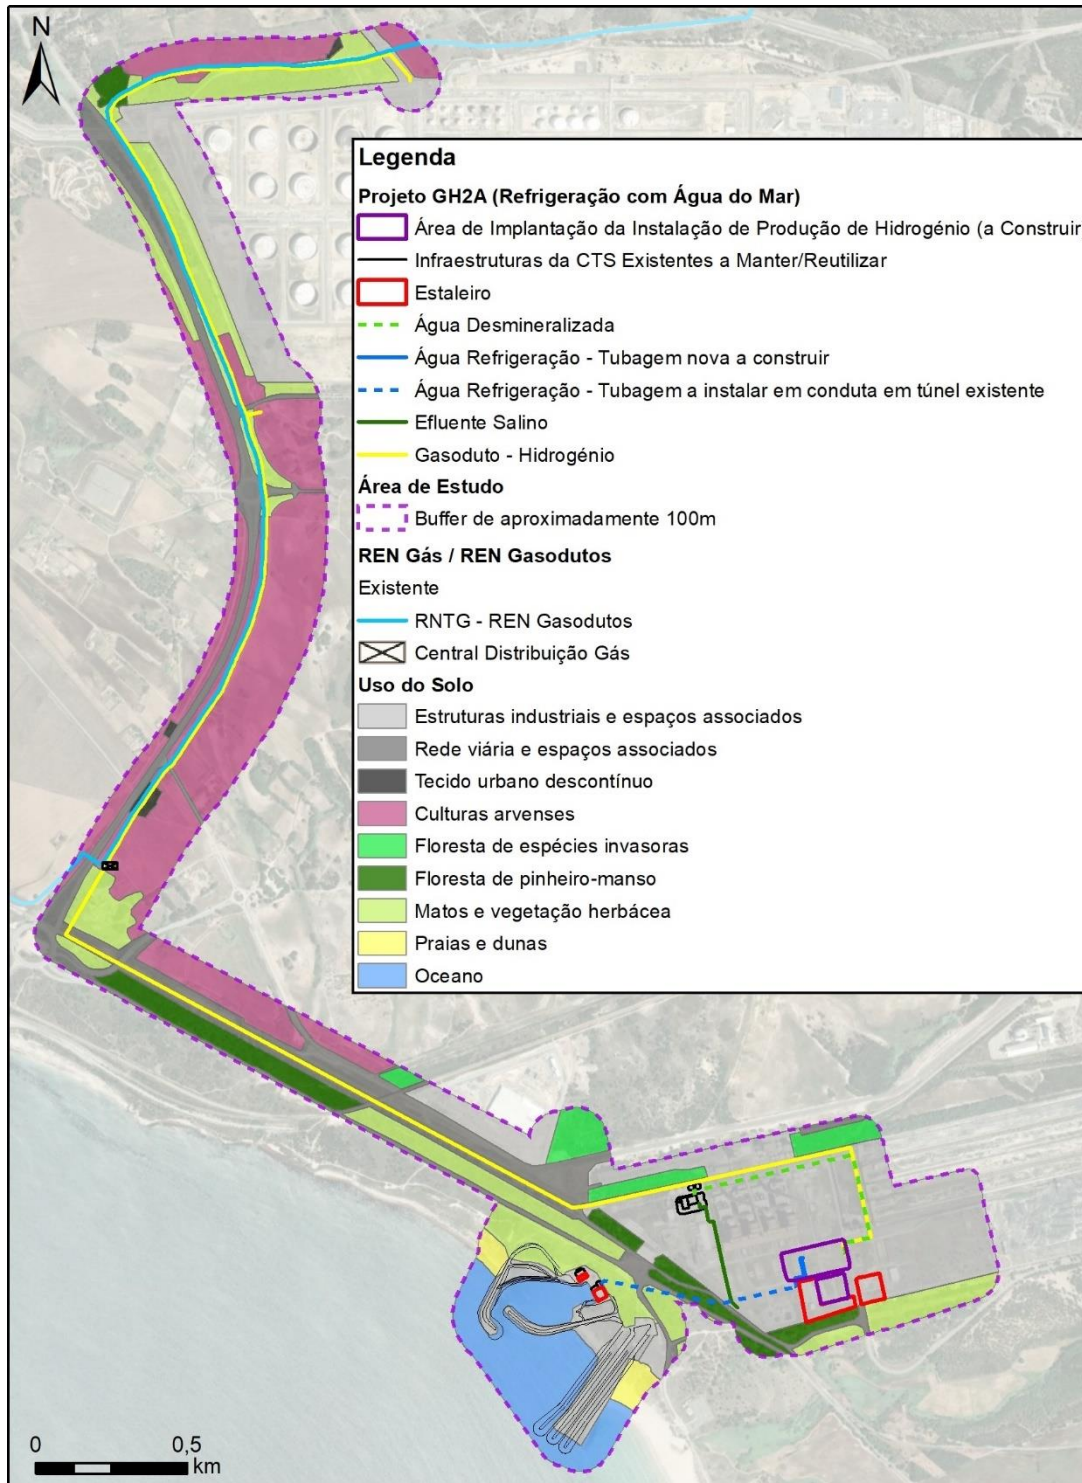 N
Legenda
Projeto GH2A (Refrigeração com Água do Mar)
Área de Implantação da Instalação de Produção de Hidrogénio (a Construir
Infraestruturas da CTS Existentes a Manter/Reutilizar
Estaleiro
Água Desmineralizada
Água Refrigeração - Tubagem nova a construir
Água Refrigeração - Tubagem a instalar em conduta em túnel existente
Efluente Salino
Gasoduto - Hidrogénio
Área de Estudo
Buffer de aproximadamente 100m
REN Gás / REN Gasodutos
Existente
RNTG - REN Gasodutos
Central Distribuição Gás
Uso do Solo
Estruturas industriais e espaços associados
Rede viária e espaços associados
Tecido urbano descontínuo
Culturas arvenses
Floresta de espécies invasoras
Floresta de pinheiro-manso
Matos e vegetação herbácea
Praias e dunas
Oceano
0 0,5
km